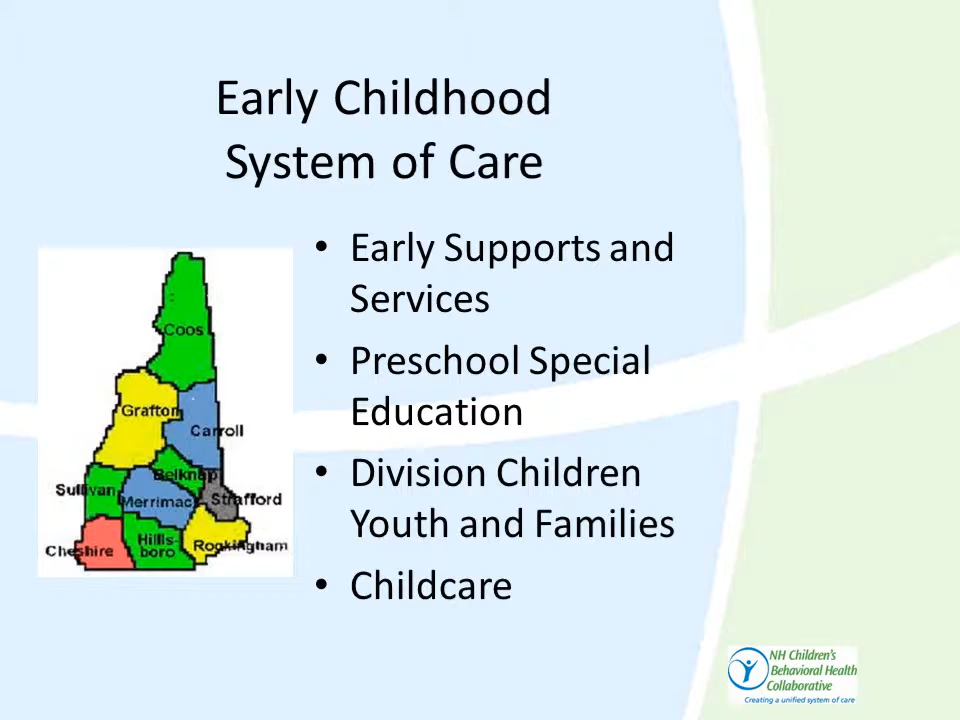 Early Childhood
System of Care
• Early Supports and
Services
• Preschool Special
Education
• Division Children
Youth and Families
• Childcare
Coos
Grafton
Carroll
Belknap
Sullivan
Merrimac
Strafford
Cheshire
Hills-
boro
Rockingham
NH Children's
Behavioral Health
Collaborative
Creating a unified system of care